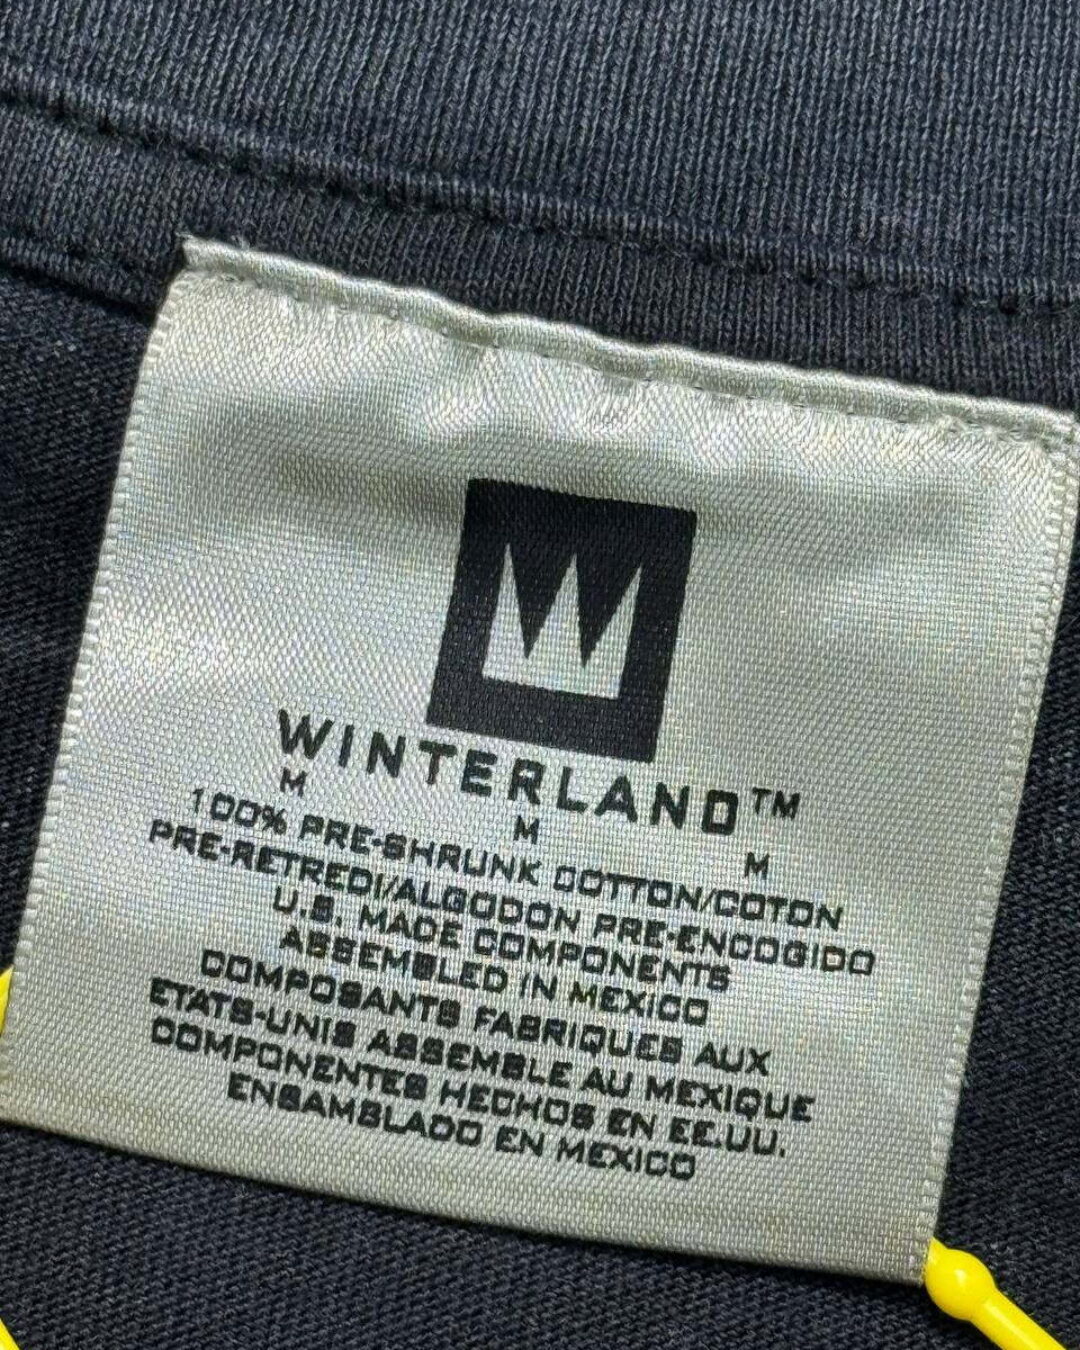 WINTERLAND™
M M M
100% PRE-SHRUNK COTTON/COTON
PRE-RETREDI/ALGODON PRE-ENCOGIDO
U.S. MADE COMPONENTS
ASSEMBLED IN MEXICO
COMPOSANTS FABRIQUES AUX
ETATS-UNIS ASSEMBLE AU MEXIQUE
COMPONENTES HECHOS EN EE.UU.
ENSAMBLADO EN MEXICO